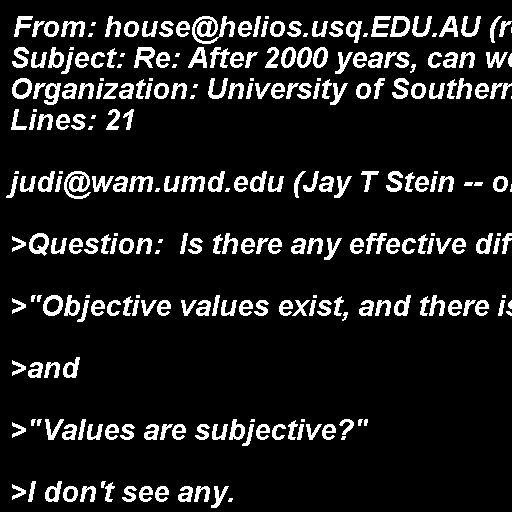 From: house@helios.usq.EDU.AU (r
Subject: Re: After 2000 years, can w
Organization: University of Southern
Lines: 21
judi@wam.umd.edu (Jay T Stein -- o
>Question:  Is there any effective dif
>"Objective values exist, and there is
>and
>"Values are subjective?"
>I don't see any.